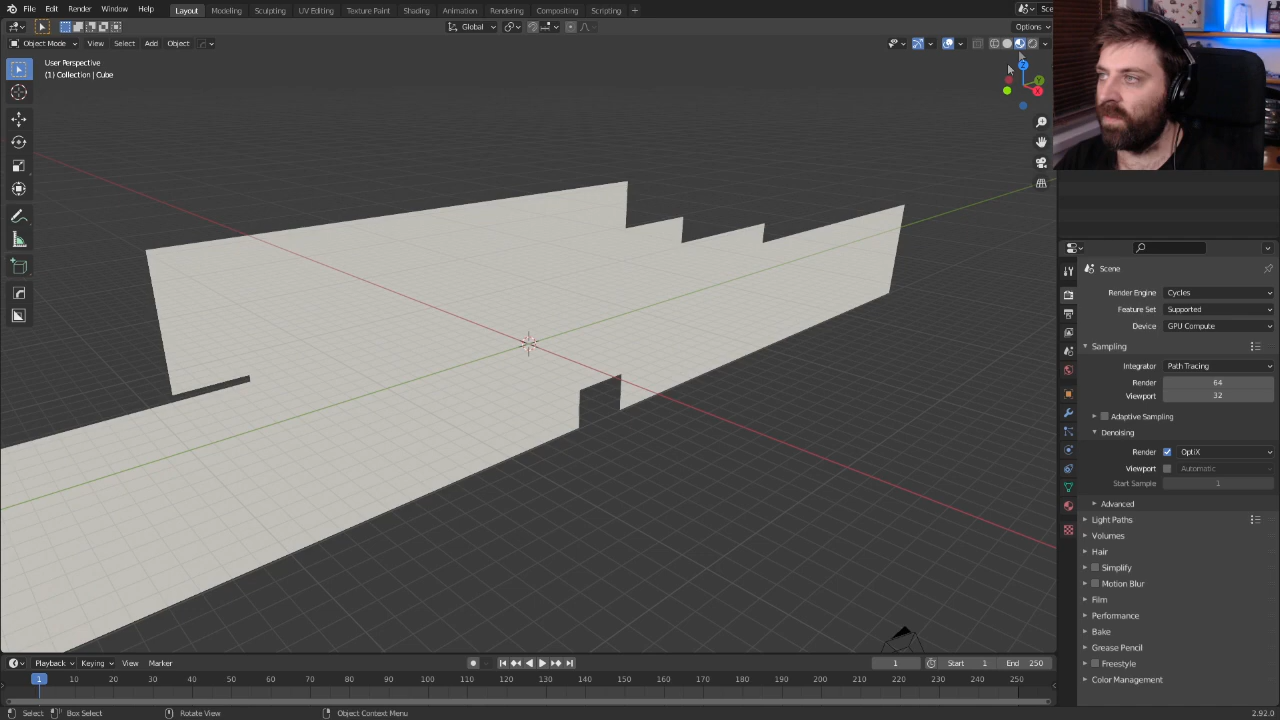 File Edit Render Window Help
Layout Modeling Sculpting UV Editing Texture Paint Shading Animation Rendering Compositing Scripting + Sce
Global Options
Object Mode View Select Add Object
User Perspective
(1) Collection | Cube
Z
Y
X
Scene
Render Engine Cycles
Feature Set Supported
Device GPU Compute
Sampling
Integrator Path Tracing
Render 64
Viewport 32
Adaptive Sampling
Denoising
Render OptiX
Viewport Automatic
Start Sample 1
Advanced
Light Paths
Volumes
Hair
Simplify
Motion Blur
Film
Performance
Bake
Grease Pencil
Freestyle
Color Management
Playback Keying View Marker 1 Start 1 End 250
1 10 20 30 40 50 60 70 80 90 100 110 120 130 140 150 160 170 180 190 200 210 220 230 240 250
Select Box Select Rotate View Object Context Menu 2.92.0